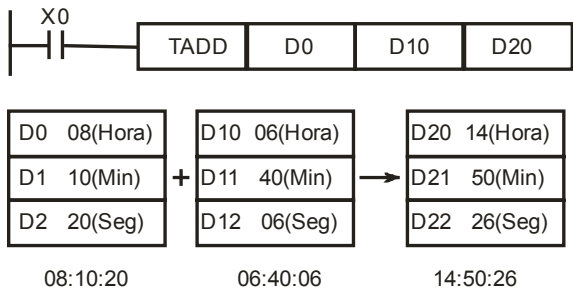 X0
TADD D0 D10 D20
D0 08(Hora) D10 06(Hora) D20 14(Hora)
D1 10(Min) + D11 40(Min) D21 50(Min)
D2 20(Seg) D12 06(Seg) D22 26(Seg)
08:10:20 06:40:06 14:50:26